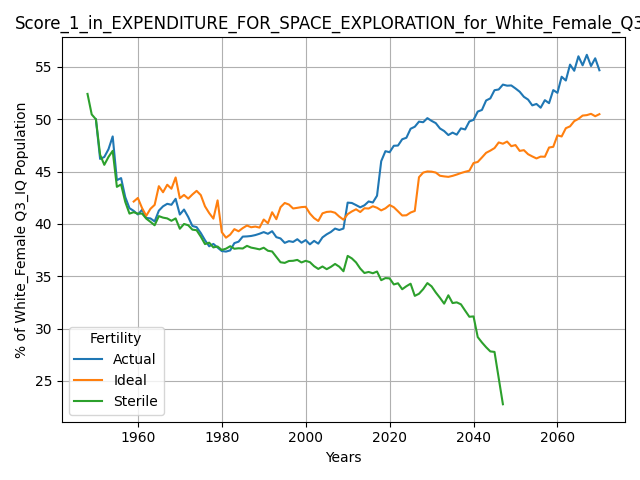 Score_1_in_EXPENDITURE_FOR_SPACE_EXPLORATION_for_White_Female_Q3
% of White_Female Q3_IQ Population
55
50
45
40
35
30
25
Fertility
Actual
Ideal
Sterile
1960 1980 2000 2020 2040 2060
Years